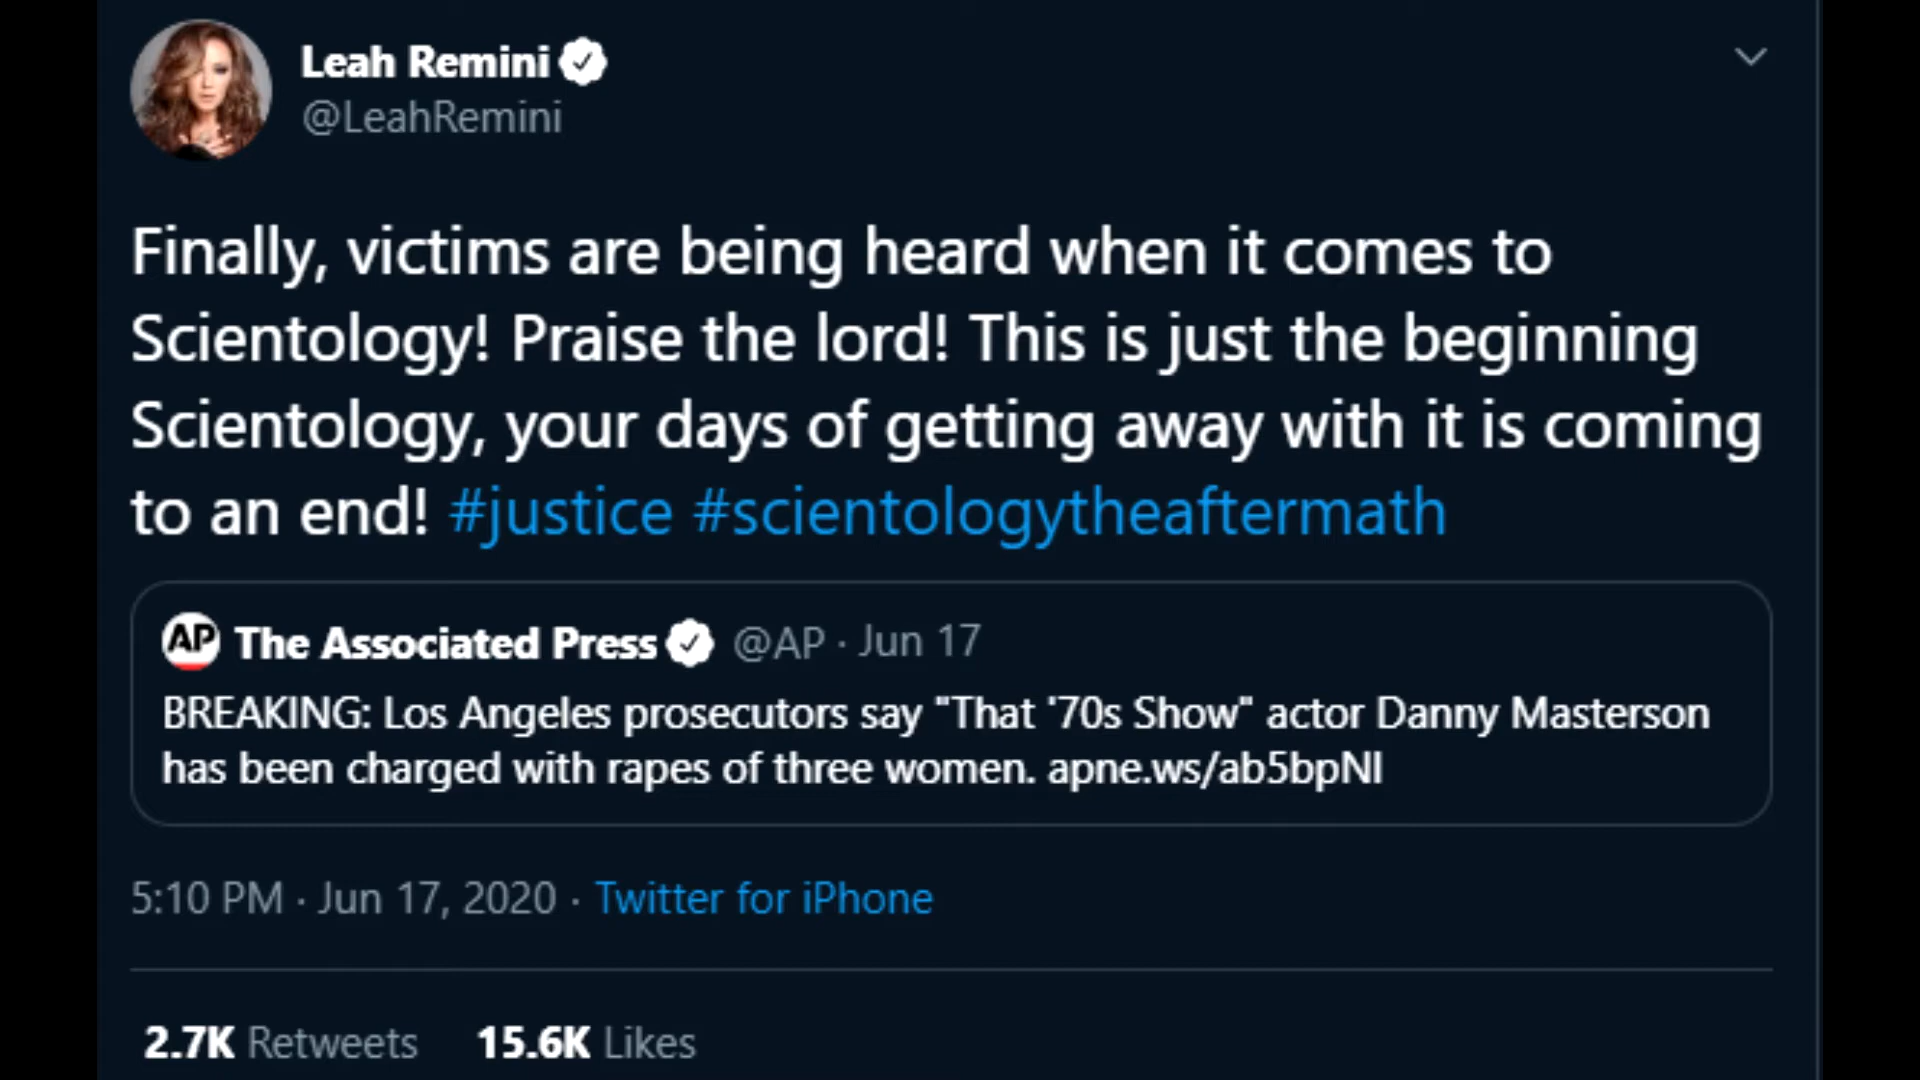 Leah Remini
@LeahRemini
Finally, victims are being heard when it comes to
Scientology! Praise the lord! This is just the beginning
Scientology, your days of getting away with it is coming
to an end! #justice #scientologytheaftermath
AP The Associated Press @AP · Jun 17
BREAKING: Los Angeles prosecutors say "That '70s Show" actor Danny Masterson
has been charged with rapes of three women. apne.ws/ab5bpNl
5:10 PM · Jun 17, 2020 · Twitter for iPhone
2.7K Retweets 15.6K Likes